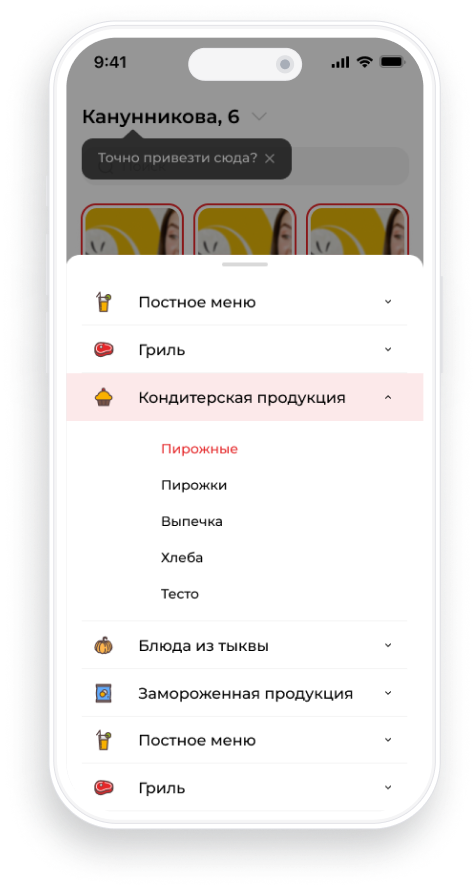 9:41
Канунникова, 6
Точно привезти сюда?
Постное меню
Гриль
Кондитерская продукция
Пирожные
Пирожки
Выпечка
Хлеба
Тесто
Блюда из тыквы
Замороженная продукция
Постное меню
Гриль